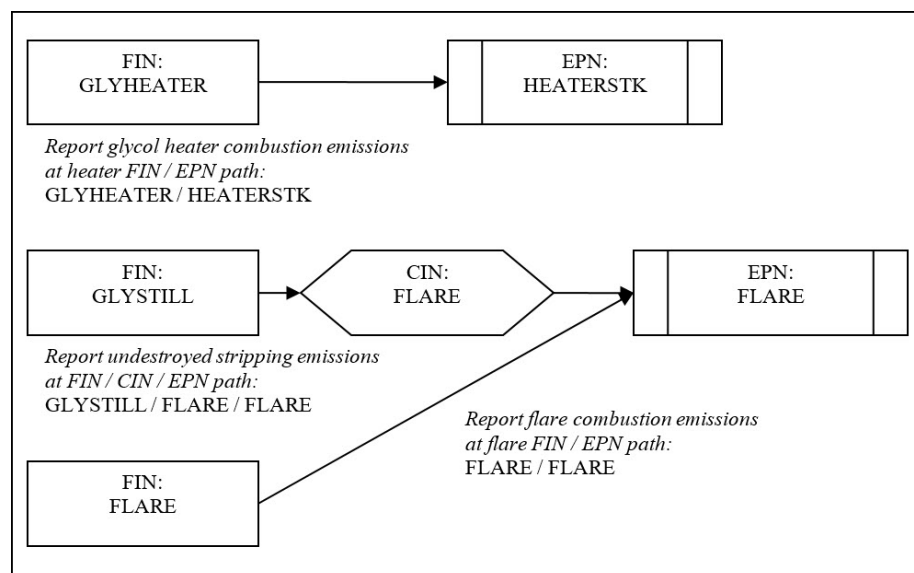 FIN:
GLYHEATER
EPN:
HEATERSTK
Report glycol heater combustion emissions
at heater FIN / EPN path:
GLYHEATER / HEATERSTK
FIN:
GLYSTILL
CIN:
FLARE
EPN:
FLARE
Report undestroyed stripping emissions
at FIN / CIN / EPN path:
GLYSTILL / FLARE / FLARE
Report flare combustion emissions
at flare FIN / EPN path:
FLARE / FLARE
FIN:
FLARE